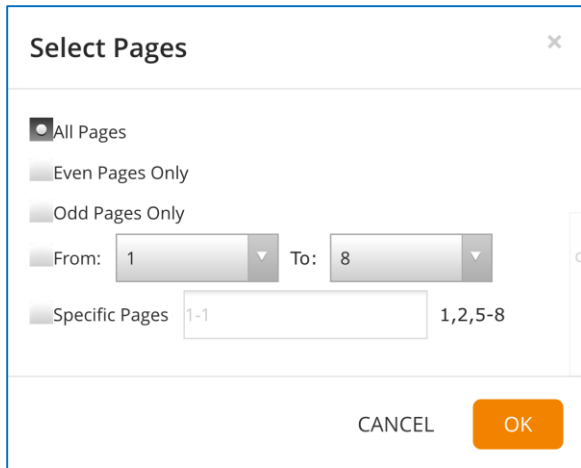 Select Pages ×
All Pages
Even Pages Only
Odd Pages Only
From: 1 To: 8
Specific Pages 1-1 1,2,5-8
CANCEL OK